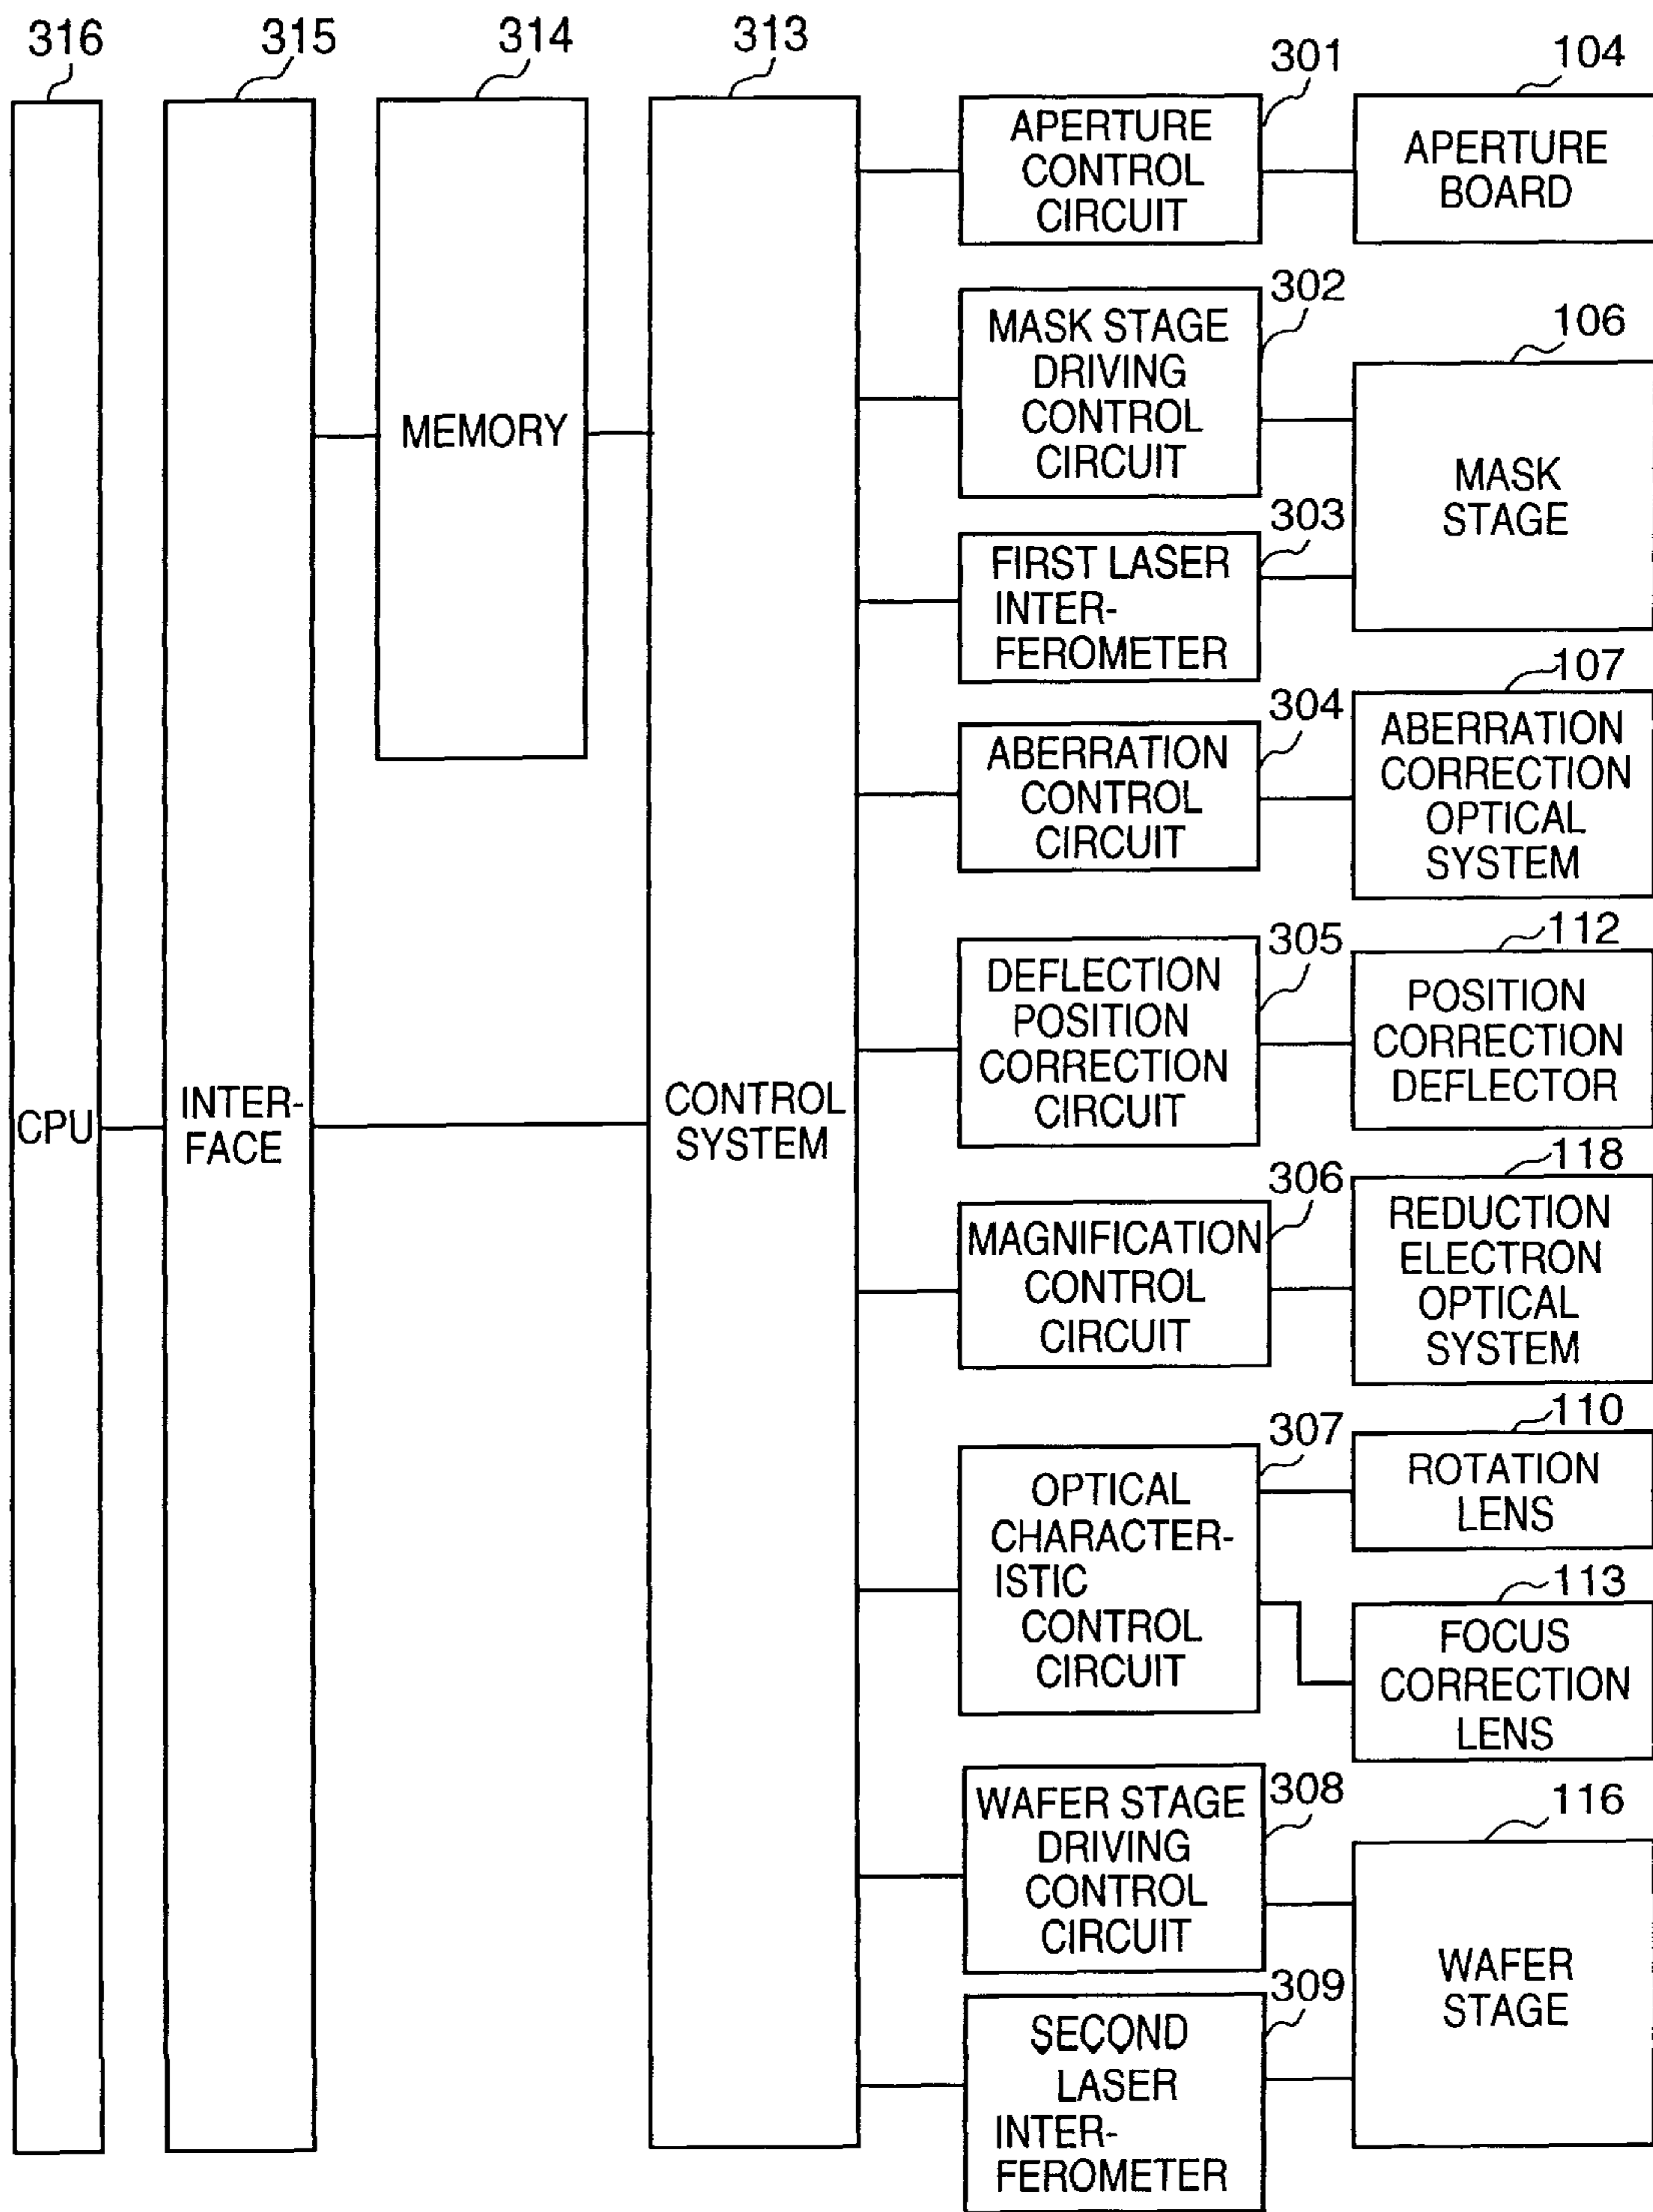 316
315
314
313
301
104
APERTURE
CONTROL
CIRCUIT
APERTURE
BOARD
302
MASK STAGE
DRIVING
CONTROL
CIRCUIT
106
MASK
STAGE
MEMORY
303
FIRST LASER
INTER-
FEROMETER
304
ABERRATION
CONTROL
CIRCUIT
107
ABERRATION
CORRECTION
OPTICAL
SYSTEM
305
DEFLECTION
POSITION
CORRECTION
CIRCUIT
112
POSITION
CORRECTION
DEFLECTOR
CPU
INTER-
FACE
CONTROL
SYSTEM
306
MAGNIFICATION
CONTROL
CIRCUIT
118
REDUCTION
ELECTRON
OPTICAL
SYSTEM
307
OPTICAL
CHARACTER-
ISTIC
CONTROL
CIRCUIT
110
ROTATION
LENS
113
FOCUS
CORRECTION
LENS
308
WAFER STAGE
DRIVING
CONTROL
CIRCUIT
116
WAFER
STAGE
309
SECOND
LASER
INTER-
FEROMETER